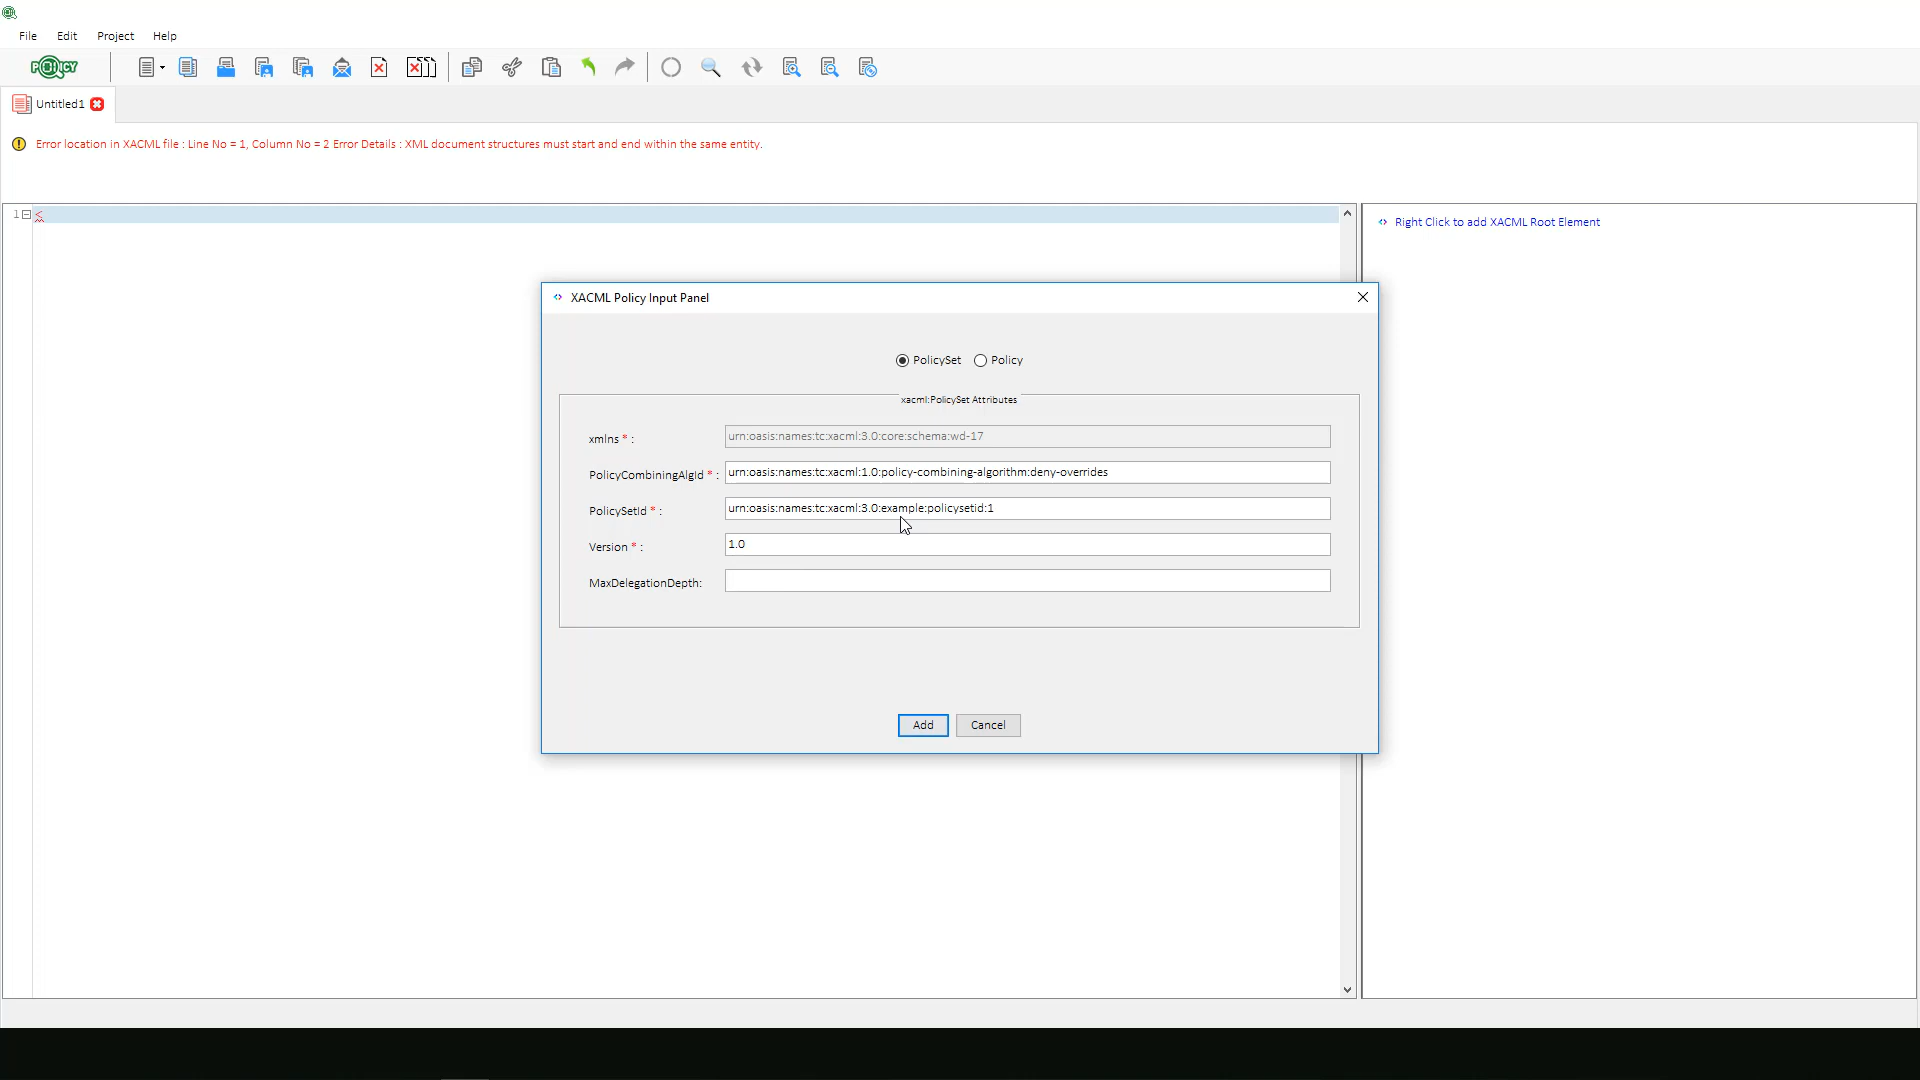 File Edit Project Help
POLICY
Untitled1
Error location in XACML file : Line No = 1, Column No = 2 Error Details : XML document structures must start and end within the same entity.
1 <
Right Click to add XACML Root Element
XACML Policy Input Panel
PolicySet Policy
xacml:PolicySet Attributes
xmlns * : urn:oasis:names:tc:xacml:3.0:core:schema:wd-17
PolicyCombiningAlgId * : urn:oasis:names:tc:xacml:1.0:policy-combining-algorithm:deny-overrides
PolicySetId * : urn:oasis:names:tc:xacml:3.0:example:policysetid:1
Version * : 1.0
MaxDelegationDepth:
Add Cancel